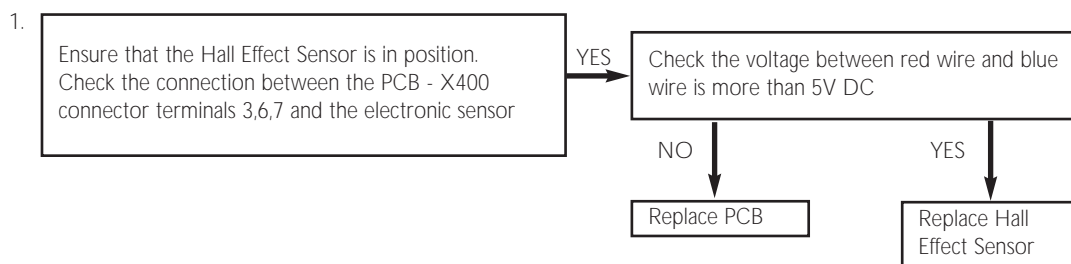 1.
Ensure that the Hall Effect Sensor is in position.
Check the connection between the PCB - X400
connector terminals 3,6,7 and the electronic sensor
YES
Check the voltage between red wire and blue
wire is more than 5V DC
NO
YES
Replace PCB
Replace Hall
Effect Sensor